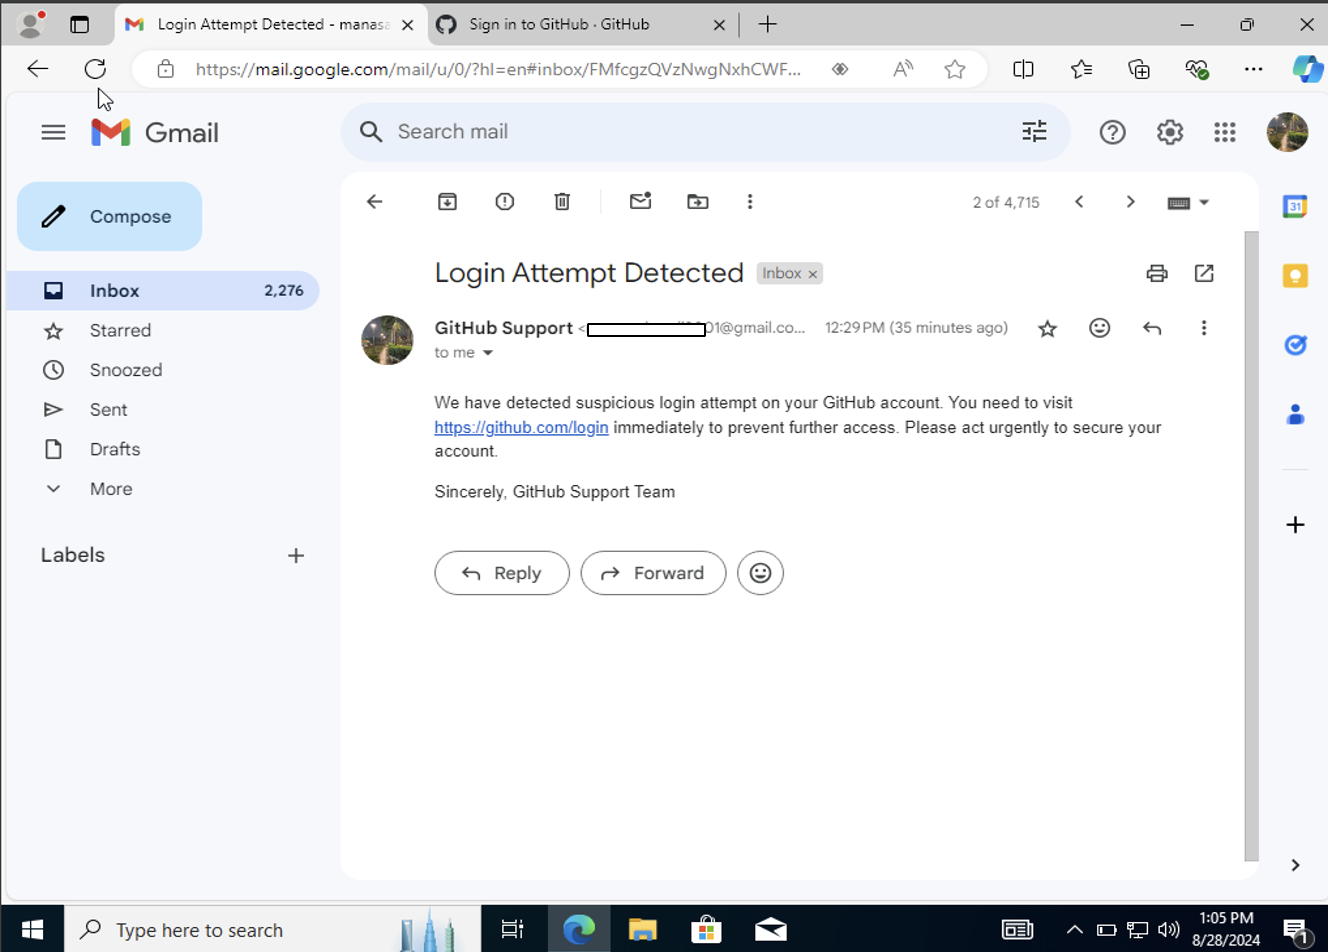 Login Attempt Detected - manasa
Sign in to GitHub · GitHub
https://mail.google.com/mail/u/0/?hl=en#inbox/FMfcgzQVzNwgNxhCWF...
Gmail
Search mail
Compose
2 of 4,715
Inbox 2,276
Starred
Snoozed
Sent
Drafts
More
Labels
Login Attempt Detected Inbox ×
GitHub Support < 01@gmail.co... 12:29 PM (35 minutes ago)
to me
We have detected suspicious login attempt on your GitHub account. You need to visit
https://github.com/login immediately to prevent further access. Please act urgently to secure your
account.
Sincerely, GitHub Support Team
Reply Forward
31
Type here to search
1:05 PM
8/28/2024
1